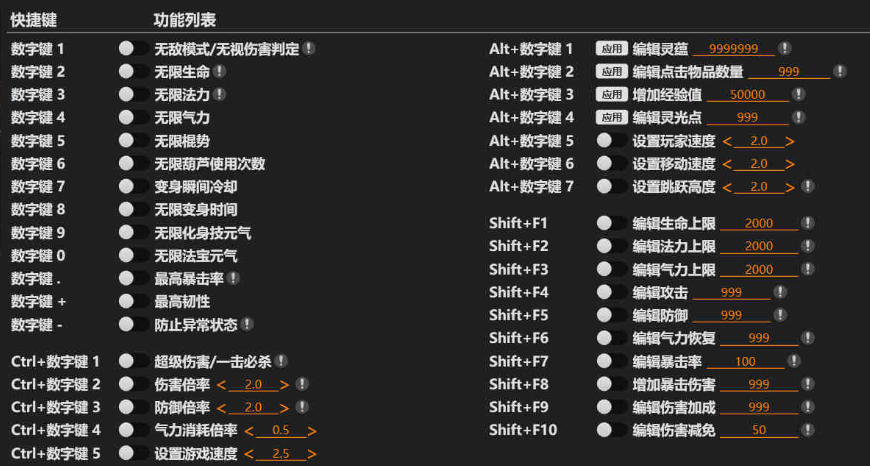 快捷键 功能列表
数字键 1 无敌模式/无视伤害判定 !
数字键 2 无限生命 !
数字键 3 无限法力 !
数字键 4 无限气力
数字键 5 无限棍势
数字键 6 无限葫芦使用次数
数字键 7 变身瞬间冷却
数字键 8 无限变身时间
数字键 9 无限化身技元气
数字键 0 无限法宝元气
数字键 . 最高暴击率 !
数字键 + 最高韧性
数字键 - 防止异常状态 !
Ctrl+数字键 1 超级伤害/一击必杀 !
Ctrl+数字键 2 伤害倍率 < 2.0 > !
Ctrl+数字键 3 防御倍率 < 2.0 > !
Ctrl+数字键 4 气力消耗倍率 < 0.5 >
Ctrl+数字键 5 设置游戏速度 < 2.5 >
Alt+数字键 1 应用 编辑灵蕴 9999999 !
Alt+数字键 2 应用 编辑点击物品数量 999 !
Alt+数字键 3 应用 增加经验值 50000 !
Alt+数字键 4 应用 编辑灵光点 999 !
Alt+数字键 5 设置玩家速度 < 2.0 >
Alt+数字键 6 设置移动速度 < 2.0 >
Alt+数字键 7 设置跳跃高度 < 2.0 > !
Shift+F1 编辑生命上限 2000 !
Shift+F2 编辑法力上限 2000 !
Shift+F3 编辑气力上限 2000 !
Shift+F4 编辑攻击 999 !
Shift+F5 编辑防御 999 !
Shift+F6 编辑气力恢复 999 !
Shift+F7 编辑暴击率 100 !
Shift+F8 增加暴击伤害 999 !
Shift+F9 编辑伤害加成 999 !
Shift+F10 编辑伤害减免 50 !